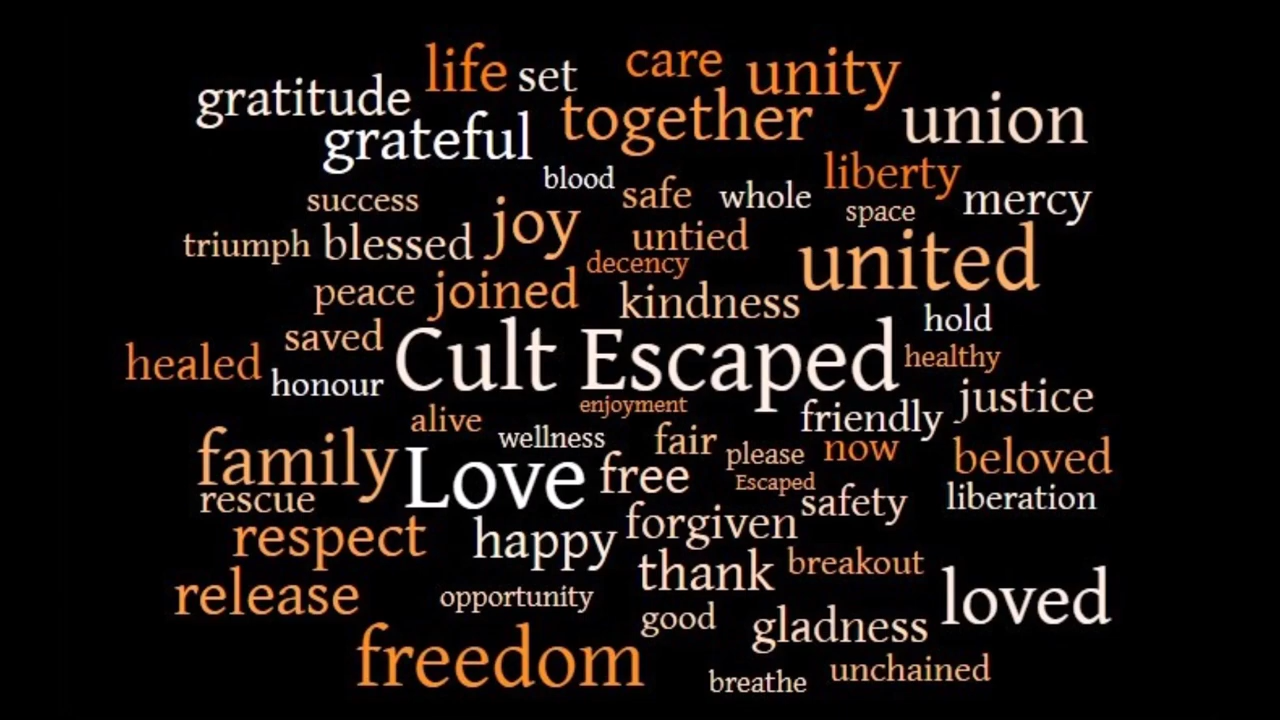 life set care unity
gratitude together union
grateful
blood safe whole liberty mercy
success joy space
triumph blessed untied united
decency
peace joined kindness
saved Cult Escaped hold
healed honour healthy
enjoyment friendly justice
alive wellness fair please now beloved
family Love free Escaped
rescue safety liberation
respect happy forgiven
thank breakout
release opportunity good gladness loved
freedom breathe unchained